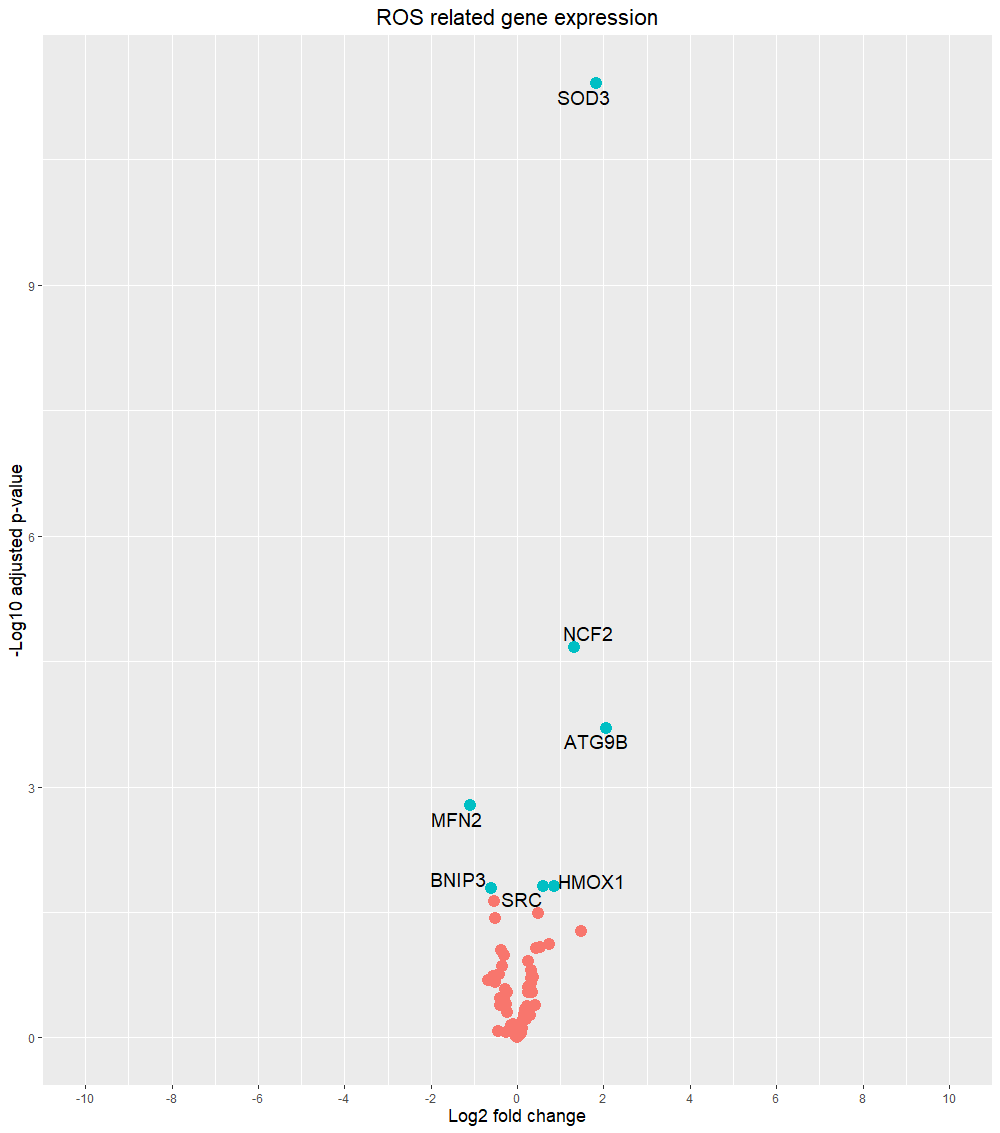 ROS related gene expression
SOD3
9
-Log10 adjusted p-value
6
NCF2
ATG9B
3
MFN2
BNIP3
HMOX1
SRC
0
-10 -8 -6 -4 -2 0 2 4 6 8 10
Log2 fold change